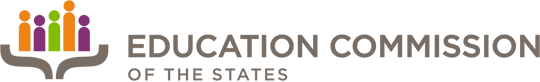 EDUCATION COMMISSION
OF THE STATES